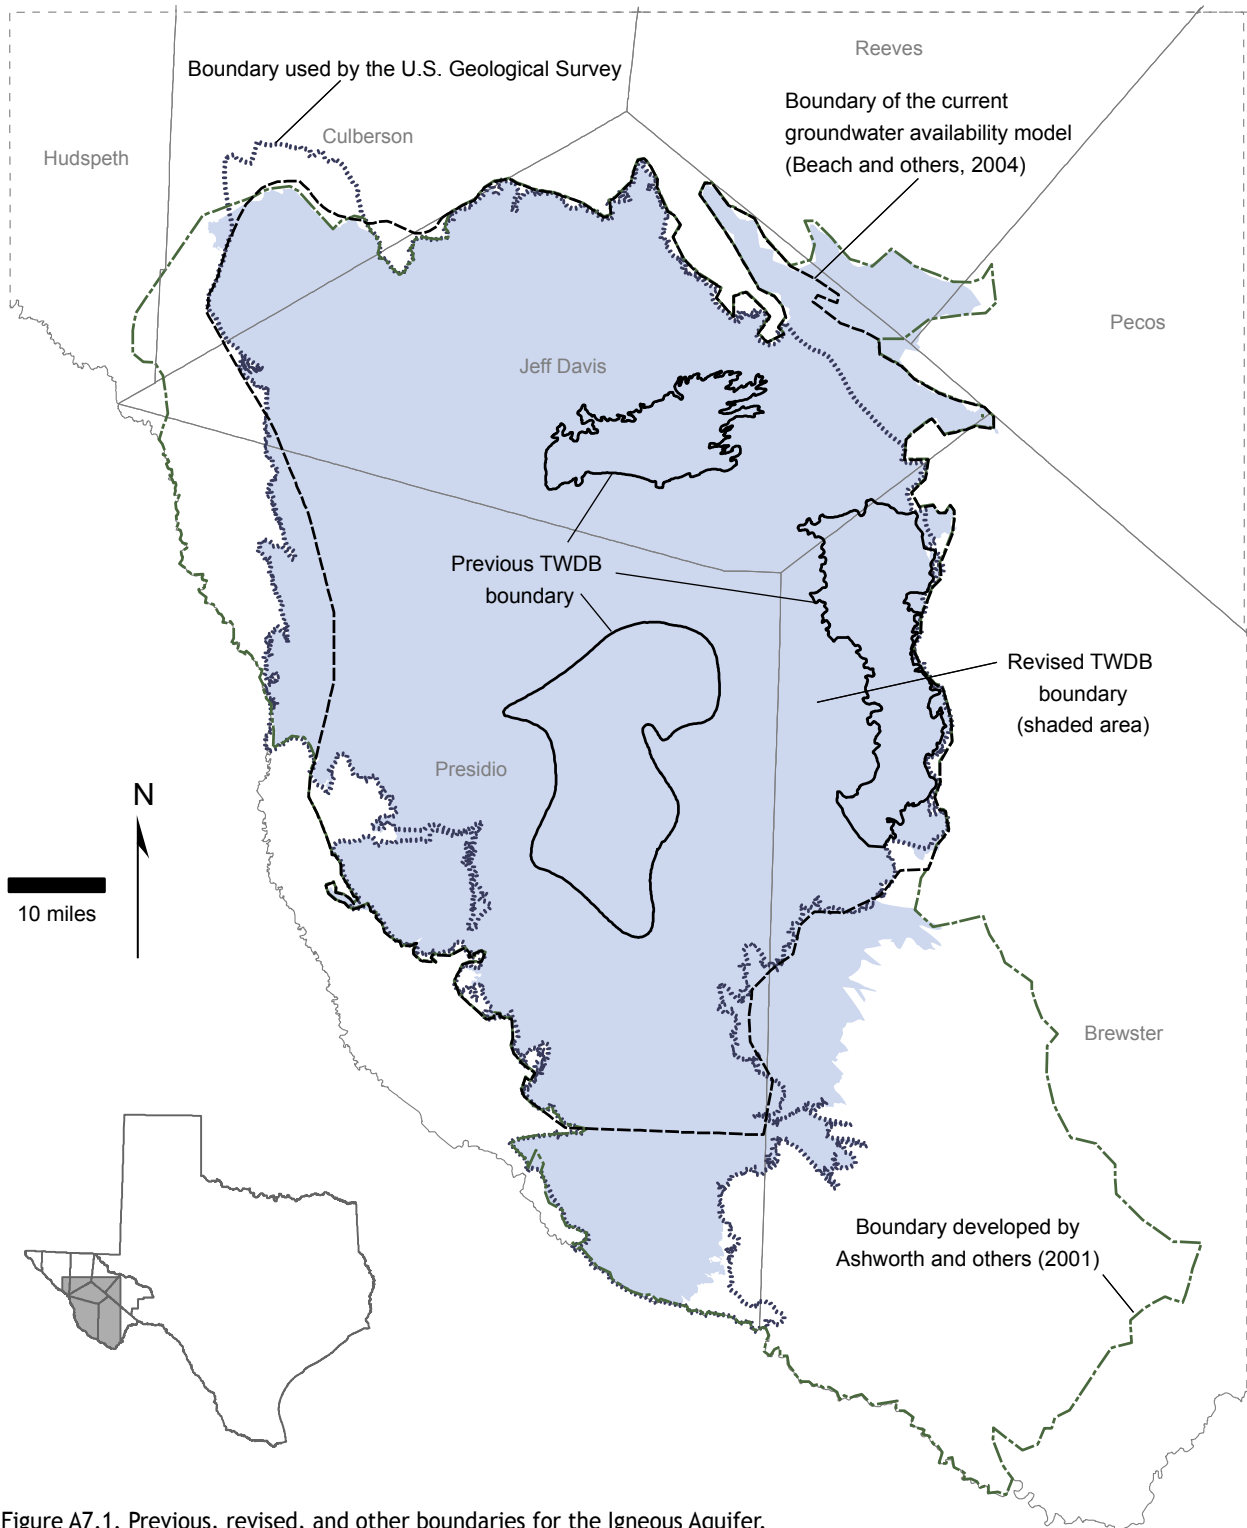 Reeves
Boundary used by the U.S. Geological Survey
Boundary of the current
groundwater availability model
(Beach and others, 2004)
Culberson
Hudspeth
Pecos
Jeff Davis
Previous TWDB
boundary
Revised TWDB
boundary
(shaded area)
Presidio
N
10 miles
Brewster
Boundary developed by
Ashworth and others (2001)
Figure A7.1. Previous, revised, and other boundaries for the Igneous Aquifer.